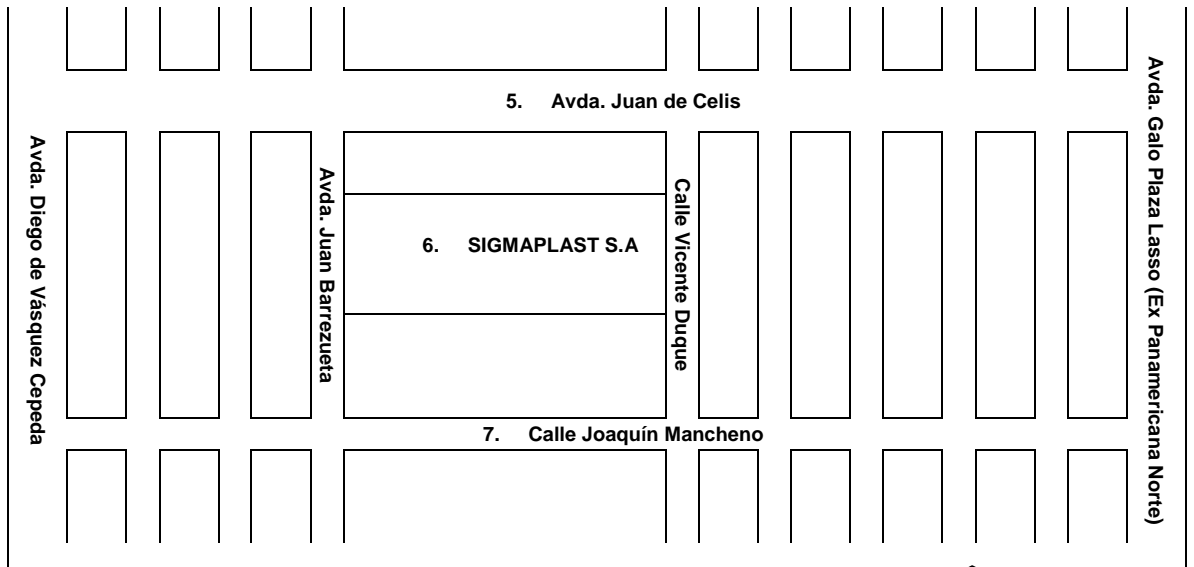 5. Avda. Juan de Celis
Avda. Diego de Vásquez Cepeda
Avda. Juan Barrezueta
6. SIGMAPLAST S.A
Calle Vicente Duque
Avda. Galo Plaza Lasso (Ex Panamericana Norte)
7. Calle Joaquín Mancheno